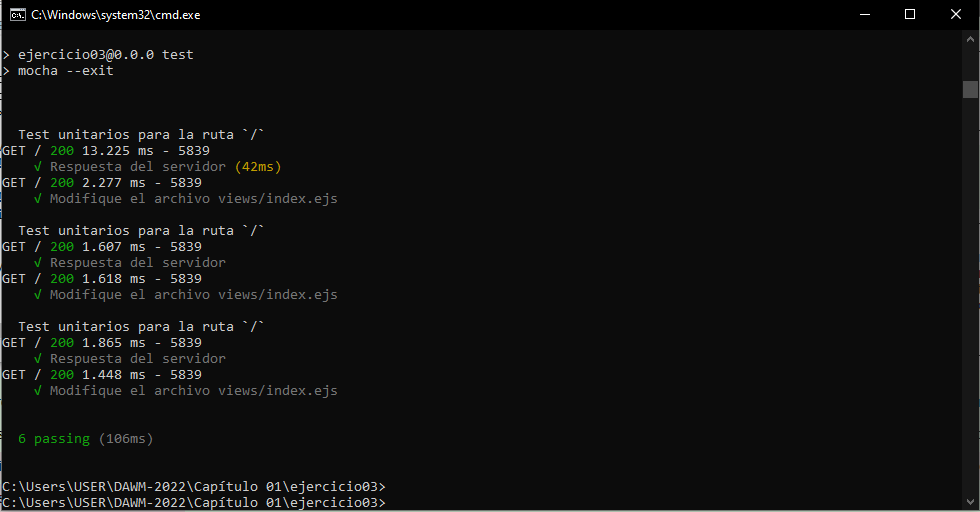 C:\Windows\system32\cmd.exe
> ejercicio03@0.0.0 test
> mocha --exit
Test unitarios para la ruta `/`
GET / 200 13.225 ms - 5839
√ Respuesta del servidor (42ms)
GET / 200 2.277 ms - 5839
√ Modifique el archivo views/index.ejs
Test unitarios para la ruta `/`
GET / 200 1.607 ms - 5839
√ Respuesta del servidor
GET / 200 1.618 ms - 5839
√ Modifique el archivo views/index.ejs
Test unitarios para la ruta `/`
GET / 200 1.865 ms - 5839
√ Respuesta del servidor
GET / 200 1.448 ms - 5839
√ Modifique el archivo views/index.ejs
6 passing (106ms)
C:\Users\USER\DAWM-2022\Capítulo 01\ejercicio03>
C:\Users\USER\DAWM-2022\Capítulo 01\ejercicio03>